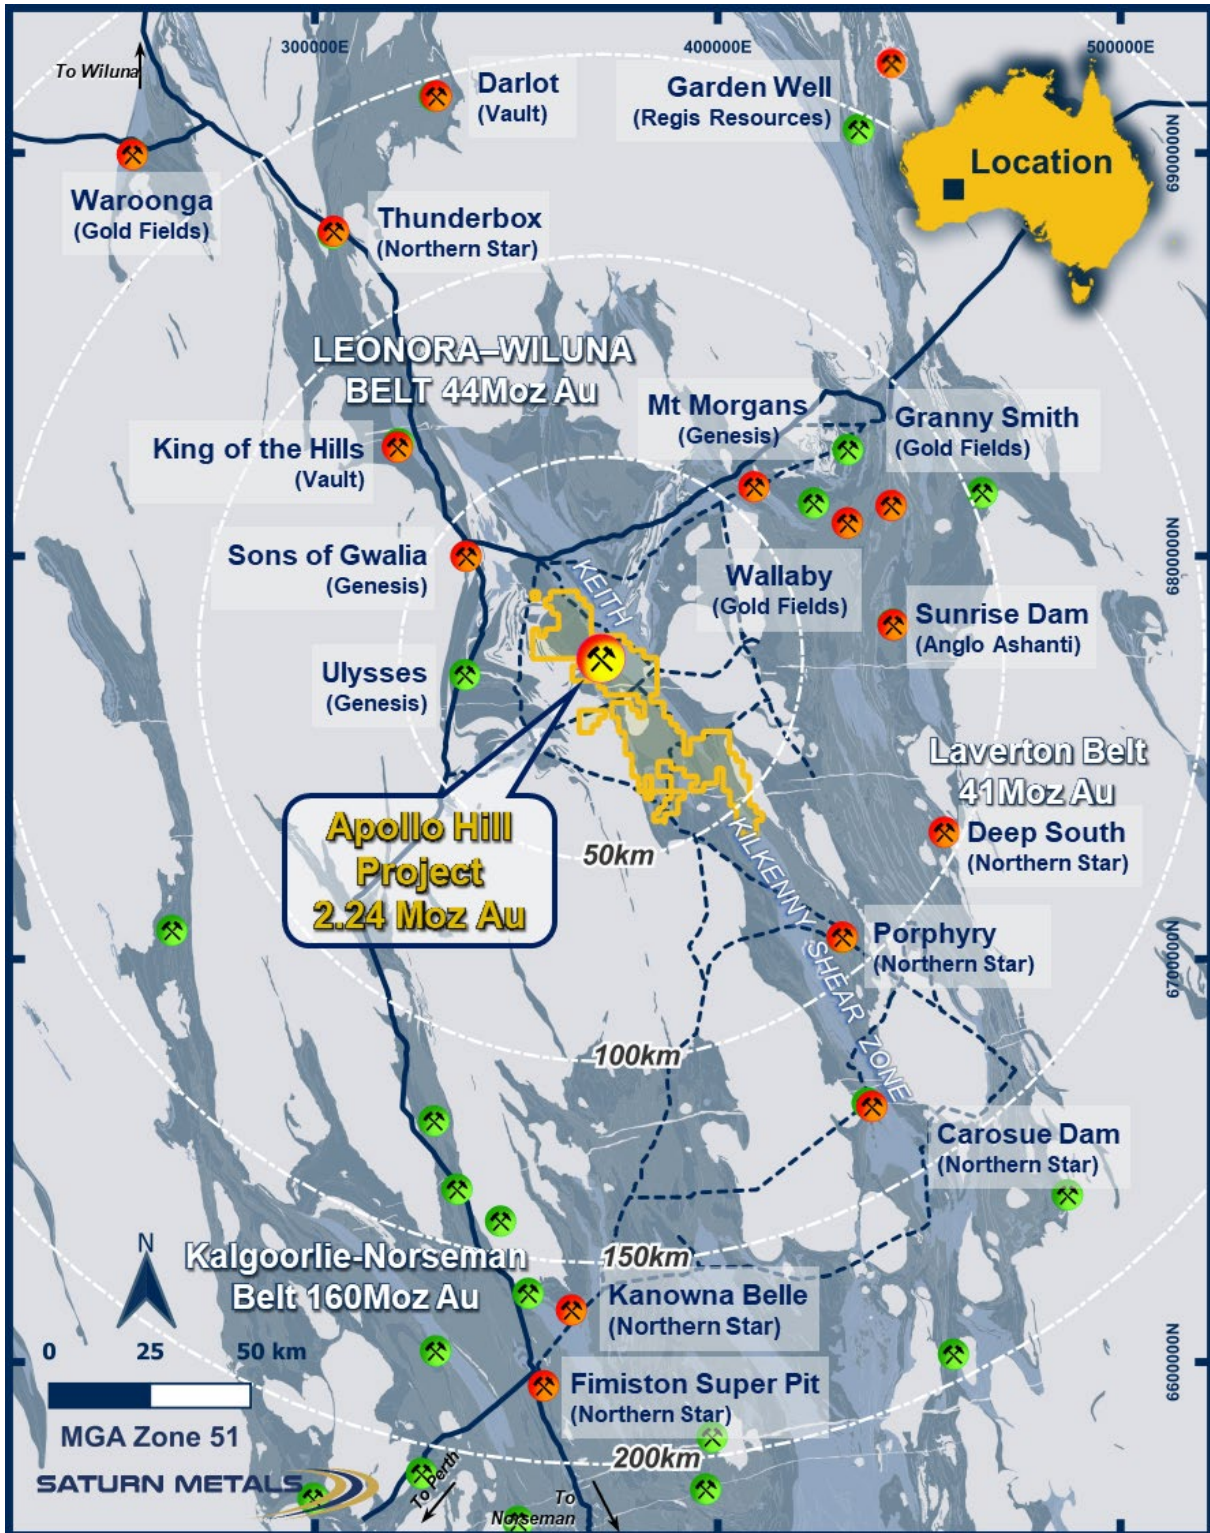 300000E
400000E
500000E
To Wiluna
Darlot
(Vault)
Garden Well
(Regis Resources)
6900000N
Location
Waroonga
(Gold Fields)
Thunderbox
(Northern Star)
LEONORA–WILUNA
BELT 44Moz Au
Mt Morgans
(Genesis)
Granny Smith
(Gold Fields)
King of the Hills
(Vault)
Sons of Gwalia
(Genesis)
KEITH
Wallaby
(Gold Fields)
6800000N
Sunrise Dam
(Anglo Ashanti)
Ulysses
(Genesis)
Laverton Belt
41Moz Au
Apollo Hill
Project
2.24 Moz Au
50km
KILKENNY
SHEAR
ZONE
Deep South
(Northern Star)
Porphyry
(Northern Star)
6700000N
100km
Carosue Dam
(Northern Star)
N
Kalgoorlie-Norseman
Belt 160Moz Au
150km
Kanowna Belle
(Northern Star)
0 25 50 km
6600000N
Fimiston Super Pit
(Northern Star)
MGA Zone 51
200km
SATURN METALS
To Perth
To
Norseman